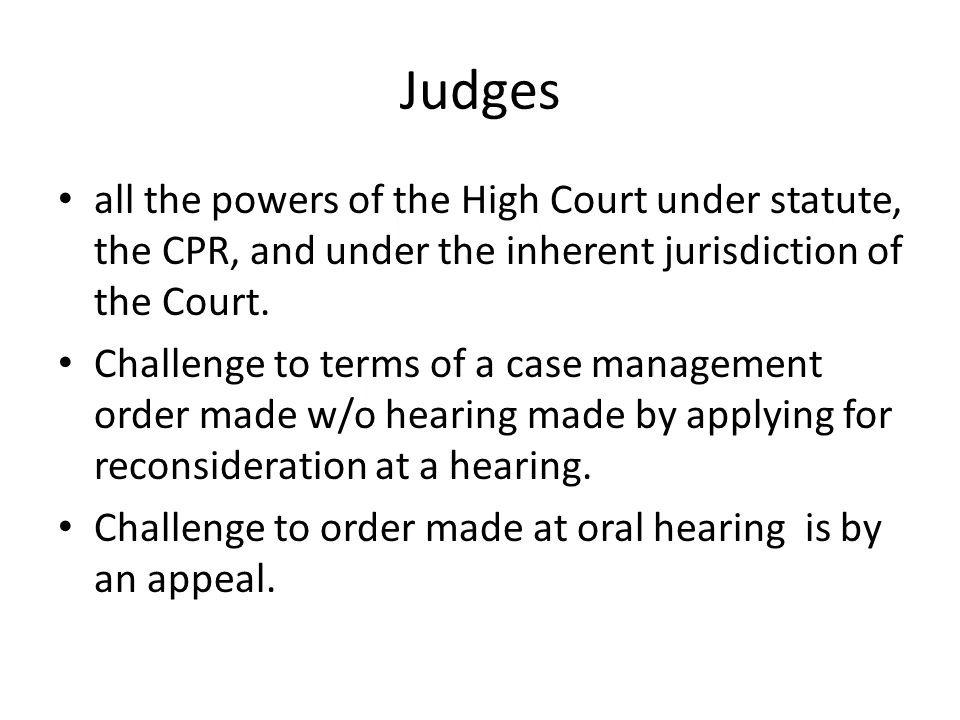 Judges
• all the powers of the High Court under statute,
the CPR, and under the inherent jurisdiction of
the Court.
• Challenge to terms of a case management
order made w/o hearing made by applying for
reconsideration at a hearing.
• Challenge to order made at oral hearing  is by
an appeal.